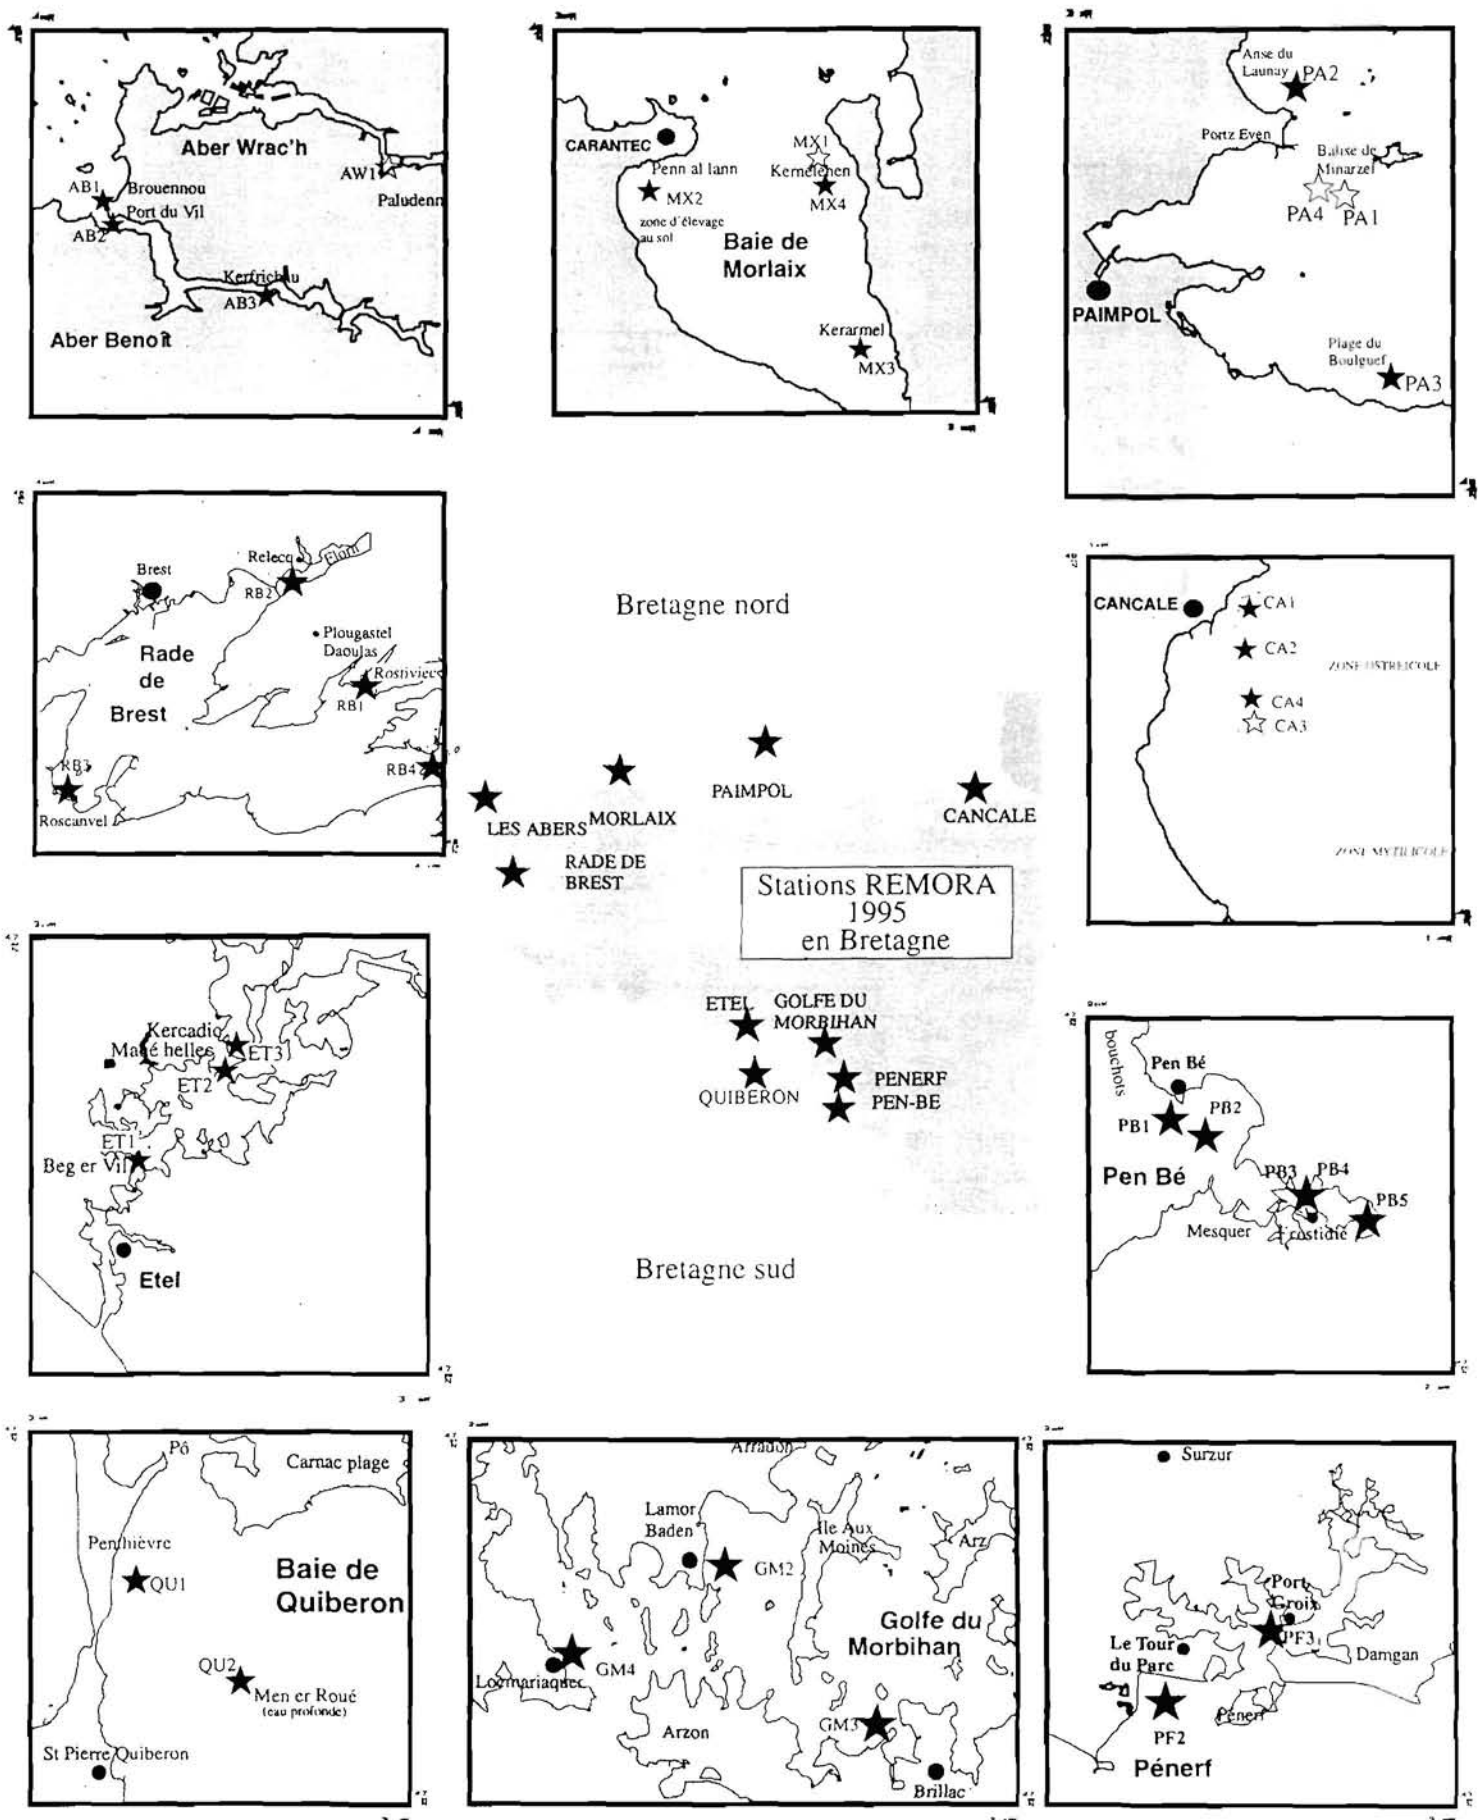 Aber Wrac'h
AW1
Paludenn
AB1
Brouennou
Port du Vil
AB2
AB3
Aber Benoît
CARANTEC
MX1
Penn al lann
MX2
MX4
zone d'élevage
au sol
Baie de
Morlaix
Kerarmel
MX3
Anse du
Launay
PA2
Portz Even
Balise de
Minarzel
PA4
PA1
PAIMPOL
Plage du
Boulguef
PA3
Brest
Relecq
Elorn
RB2
Plougastel
Daoulas
Rade
de
Brest
Rostiviec
RB1
RB3
RB4
Roscanvel
Bretagne nord
CANCALE
CA1
CA2
ZONE OSTREICOLE
CA4
CA3
ZONE MYTILICOLE
PAIMPOL
LES ABERS
MORLAIX
CANCALE
RADE DE
BREST
Stations REMORA
1995
en Bretagne
Kercadio
ET3
ET2
ET1
Beg er Vil
Etel
ETEL
GOLFE DU
MORBIHAN
QUIBERON
PENERF
PEN-BE
Bretagne sud
bouchots
Pen Bé
PB1
PB2
Pen Bé
PB3
PB4
PB5
Mesquer
Pô
Carnac plage
Penthièvre
QU1
Baie de
Quiberon
QU2
Men er Roué
(eau profonde)
St Pierre Quiberon
Arradon
Lamor
Baden
GM2
Ile Aux
Moines
Arz
Golfe du
Morbihan
GM4
Locmariaquer
Arzon
GM3
Brillac
Surzur
Port
Groix
PF3
Le Tour
du Parc
Damgan
Pénerf
PF2
Pénerf